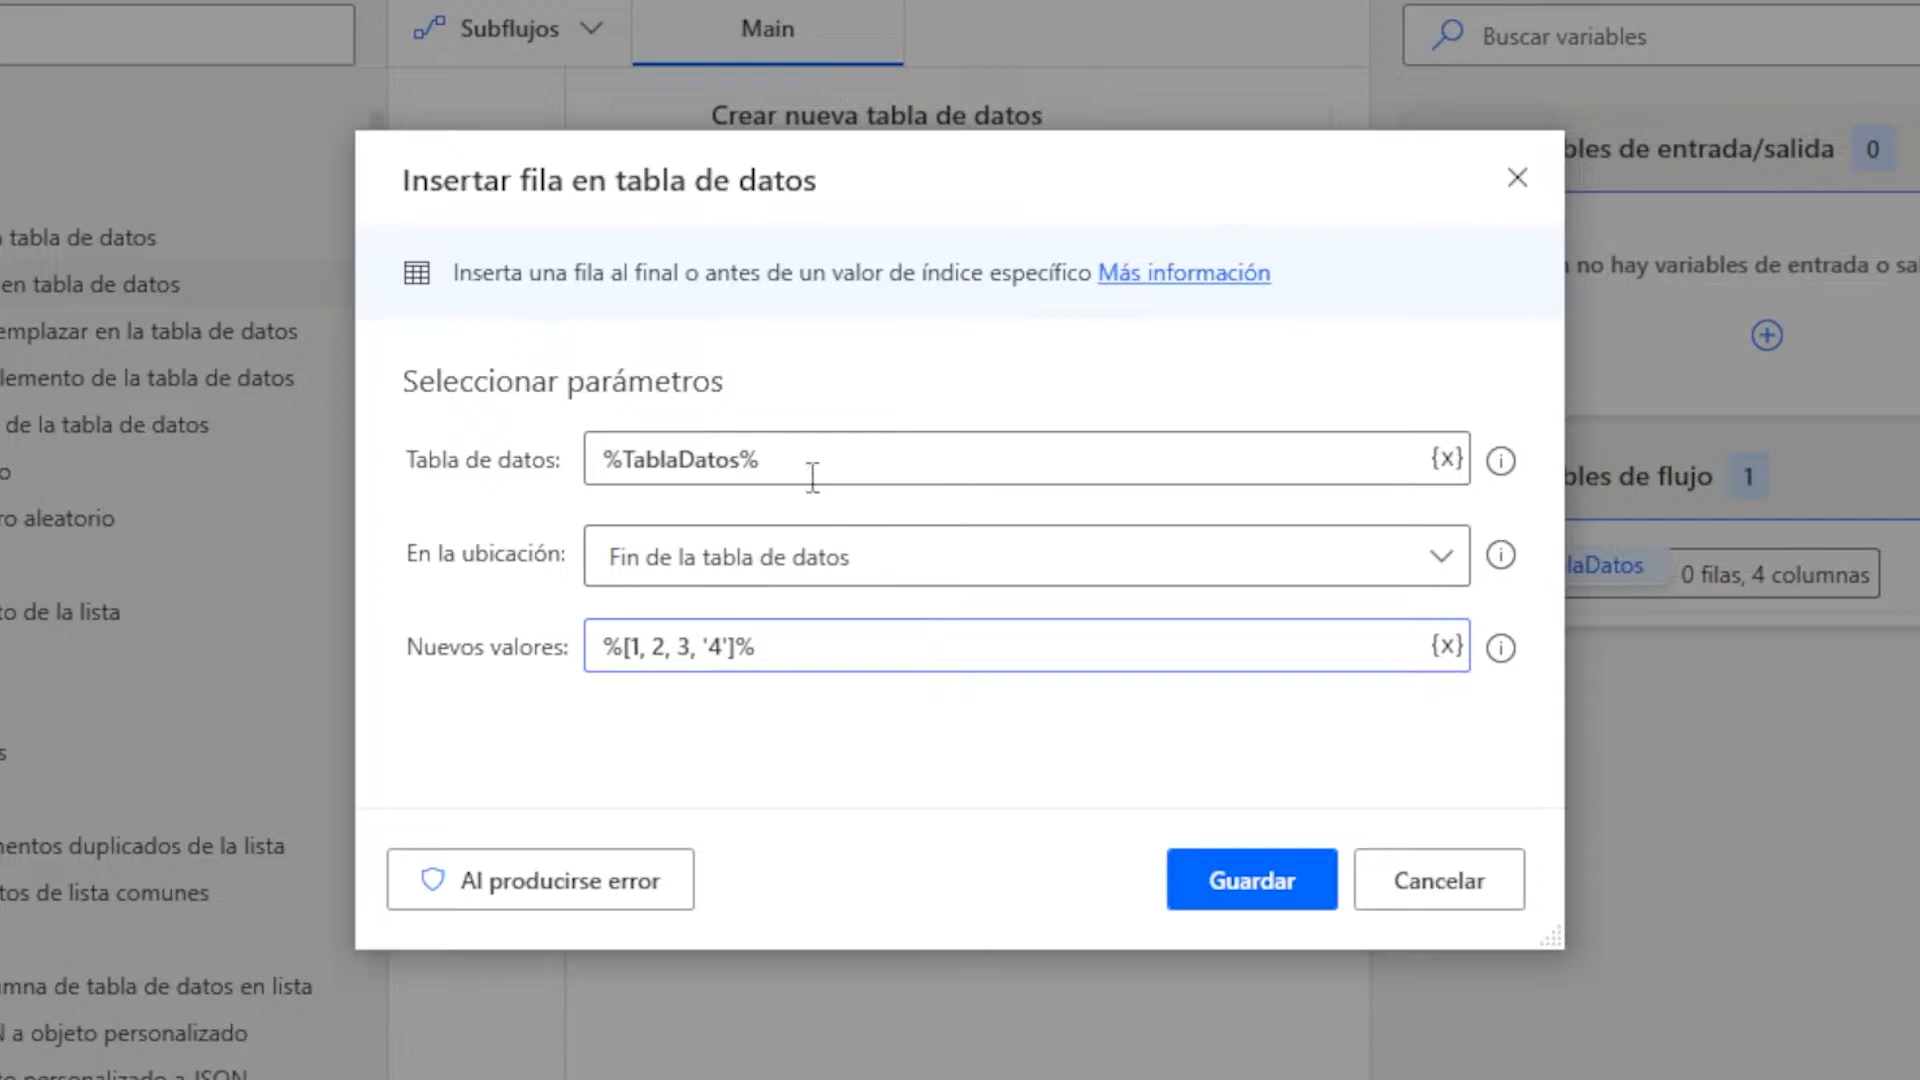 Subflujos
Main
Buscar variables
Crear nueva tabla de datos
Insertar fila en tabla de datos
Inserta una fila al final o antes de un valor de índice específico Más información
Seleccionar parámetros
Tabla de datos: %TablaDatos% {x}
En la ubicación: Fin de la tabla de datos
Nuevos valores: %[1, 2, 3, '4']% {x}
Al producirse error
Guardar
Cancelar
tabla de datos
en tabla de datos
emplazar en la tabla de datos
lemento de la tabla de datos
de la tabla de datos
o
ro aleatorio
to de la lista
s
mentos duplicados de la lista
tos de lista comunes
umna de tabla de datos en lista
N a objeto personalizado
to personalizado a JSON
bles de entrada/salida 0
no hay variables de entrada o sal
bles de flujo 1
laDatos 0 filas, 4 columnas